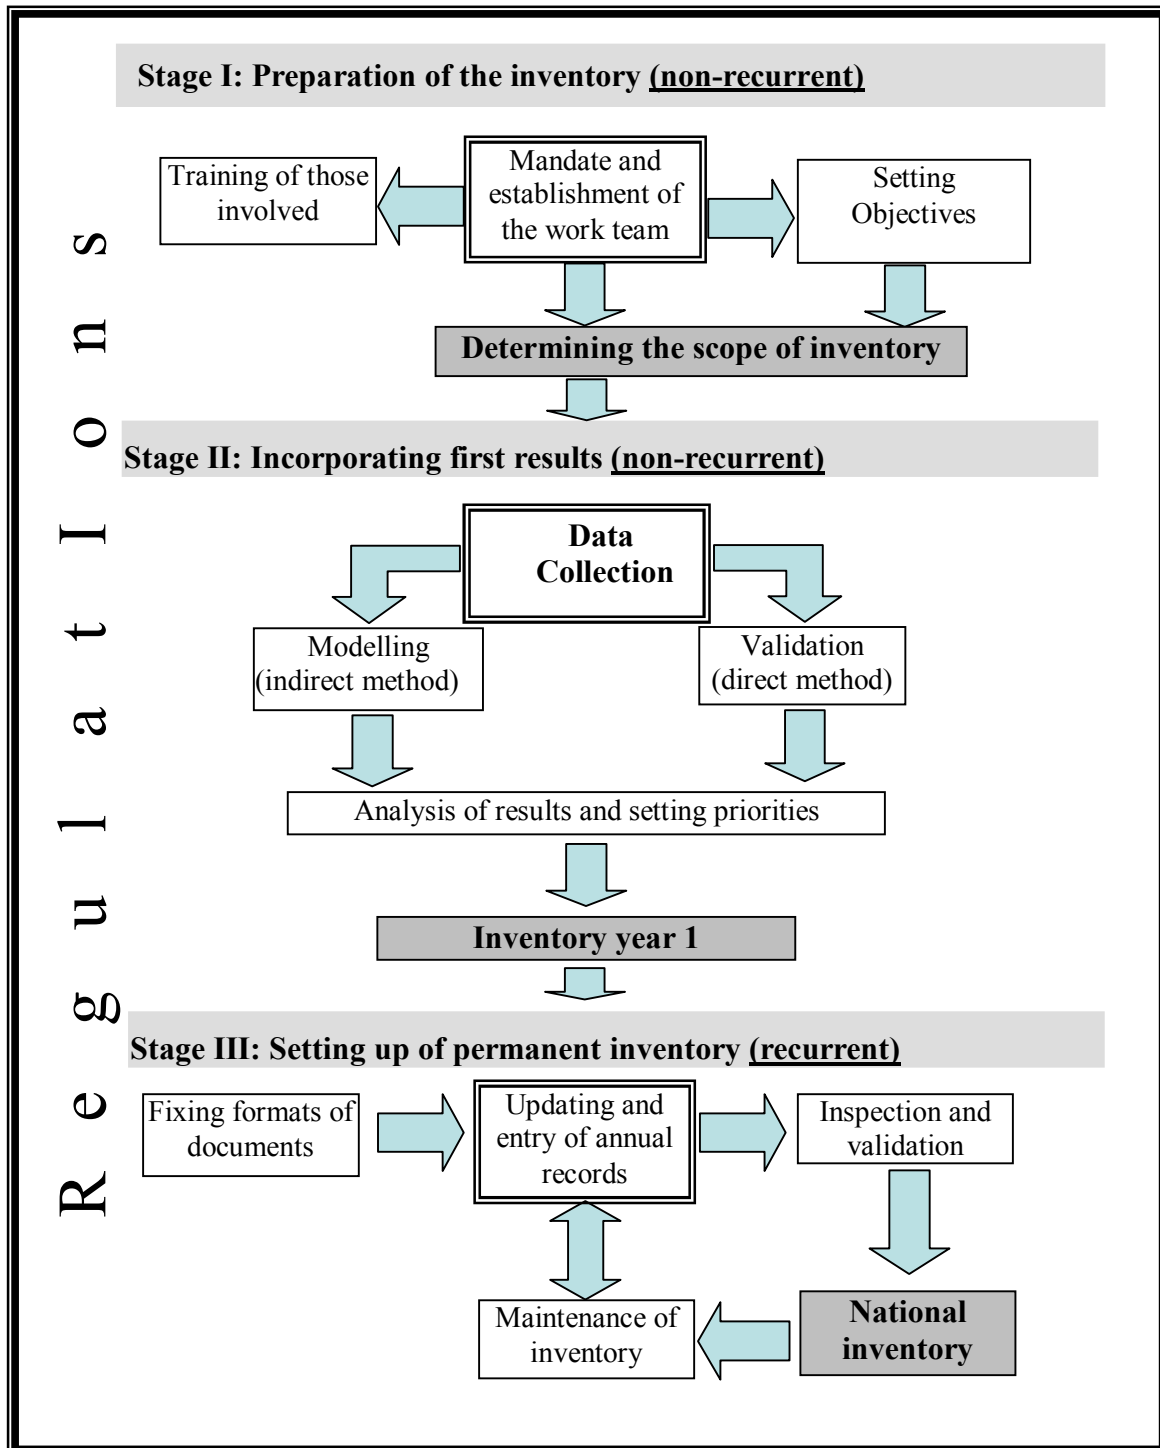 Stage I: Preparation of the inventory (non-recurrent)
Training of those
involved
Mandate and
establishment of
the work team
Setting
Objectives
Determining the scope of inventory
Stage II: Incorporating first results (non-recurrent)
Data
Collection
Modelling
(indirect method)
Validation
(direct method)
Analysis of results and setting priorities
Inventory year 1
Stage III: Setting up of permanent inventory (recurrent)
Fixing formats of
documents
Updating and
entry of annual
records
Inspection and
validation
Maintenance of
inventory
National
inventory
R e g u l a t I o n s